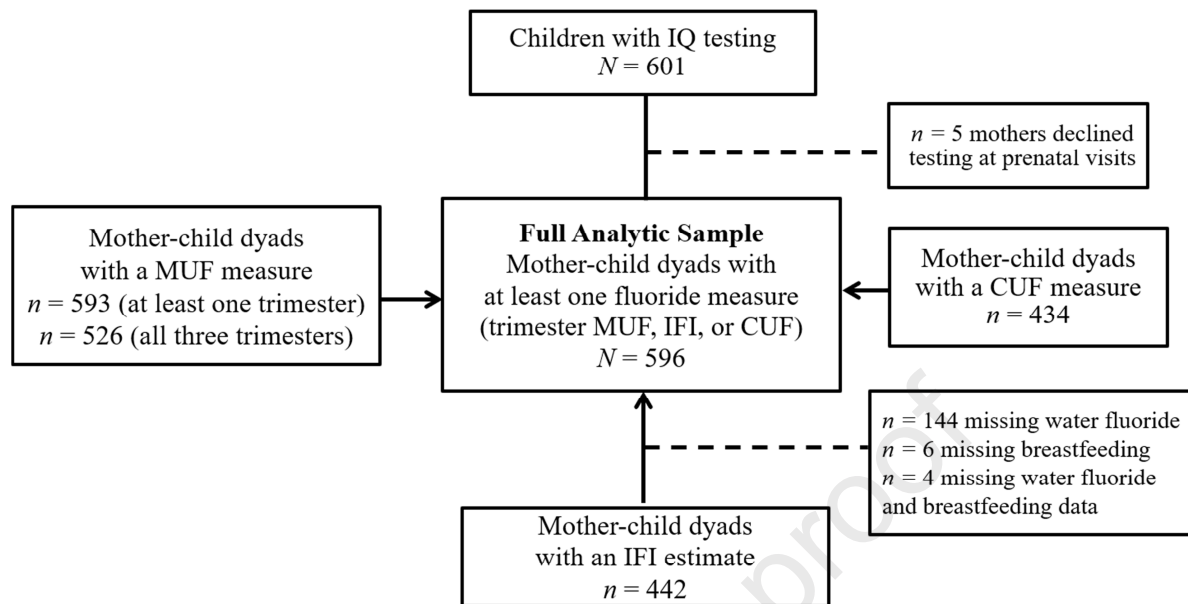 Children with IQ testing
N = 601
n = 5 mothers declined
testing at prenatal visits
Mother-child dyads
with a MUF measure
n = 593 (at least one trimester)
n = 526 (all three trimesters)
Full Analytic Sample
Mother-child dyads with
at least one fluoride measure
(trimester MUF, IFI, or CUF)
N = 596
Mother-child dyads
with a CUF measure
n = 434
n = 144 missing water fluoride
n = 6 missing breastfeeding
n = 4 missing water fluoride
and breastfeeding data
Mother-child dyads
with an IFI estimate
n = 442
proof